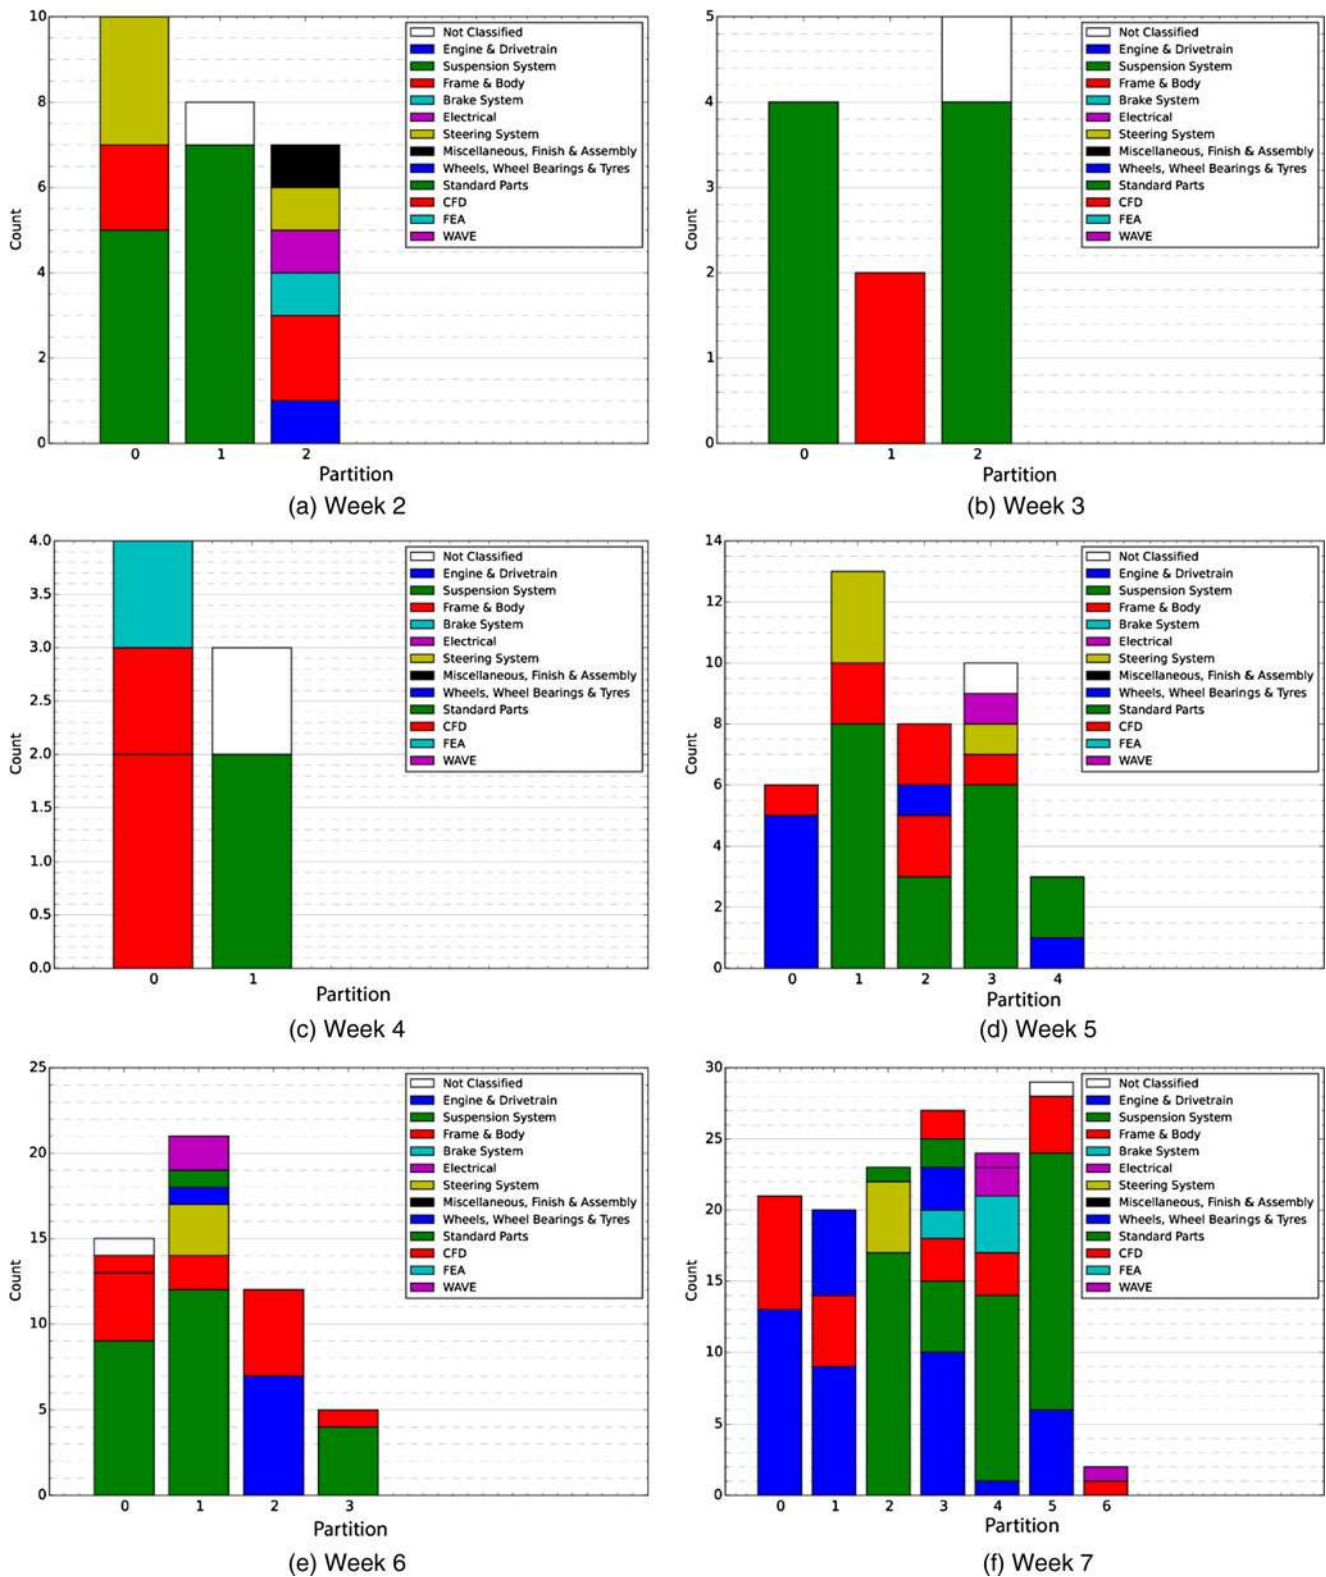 10
8
6
4
2
0
Count
0 1 2
Partition
Not Classified
Engine & Drivetrain
Suspension System
Frame & Body
Brake System
Electrical
Steering System
Miscellaneous, Finish & Assembly
Wheels, Wheel Bearings & Tyres
Standard Parts
CFD
FEA
WAVE
(a) Week 2
5
4
3
2
1
0
Count
0 1 2
Partition
Not Classified
Engine & Drivetrain
Suspension System
Frame & Body
Brake System
Electrical
Steering System
Miscellaneous, Finish & Assembly
Wheels, Wheel Bearings & Tyres
Standard Parts
CFD
FEA
WAVE
(b) Week 3
4.0
3.5
3.0
2.5
2.0
1.5
1.0
0.5
0.0
Count
0 1
Partition
Not Classified
Engine & Drivetrain
Suspension System
Frame & Body
Brake System
Electrical
Steering System
Miscellaneous, Finish & Assembly
Wheels, Wheel Bearings & Tyres
Standard Parts
CFD
FEA
WAVE
(c) Week 4
14
12
10
8
6
4
2
0
Count
0 1 2 3 4
Partition
Not Classified
Engine & Drivetrain
Suspension System
Frame & Body
Brake System
Electrical
Steering System
Miscellaneous, Finish & Assembly
Wheels, Wheel Bearings & Tyres
Standard Parts
CFD
FEA
WAVE
(d) Week 5
25
20
15
10
5
0
Count
0 1 2 3
Partition
Not Classified
Engine & Drivetrain
Suspension System
Frame & Body
Brake System
Electrical
Steering System
Miscellaneous, Finish & Assembly
Wheels, Wheel Bearings & Tyres
Standard Parts
CFD
FEA
WAVE
(e) Week 6
30
25
20
15
10
5
0
Count
0 1 2 3 4 5 6
Partition
Not Classified
Engine & Drivetrain
Suspension System
Frame & Body
Brake System
Electrical
Steering System
Miscellaneous, Finish & Assembly
Wheels, Wheel Bearings & Tyres
Standard Parts
CFD
FEA
WAVE
(f) Week 7